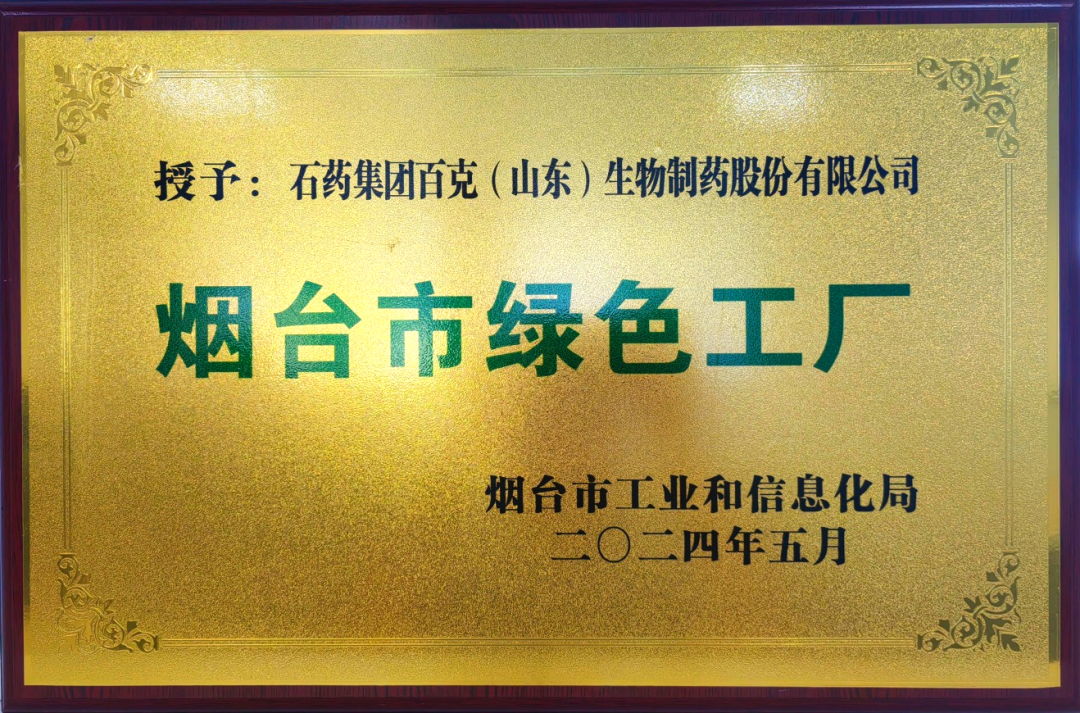 授予：石药集团百克（山东）生物制药股份有限公司
烟台市绿色工厂
烟台市工业和信息化局
二〇二四年五月